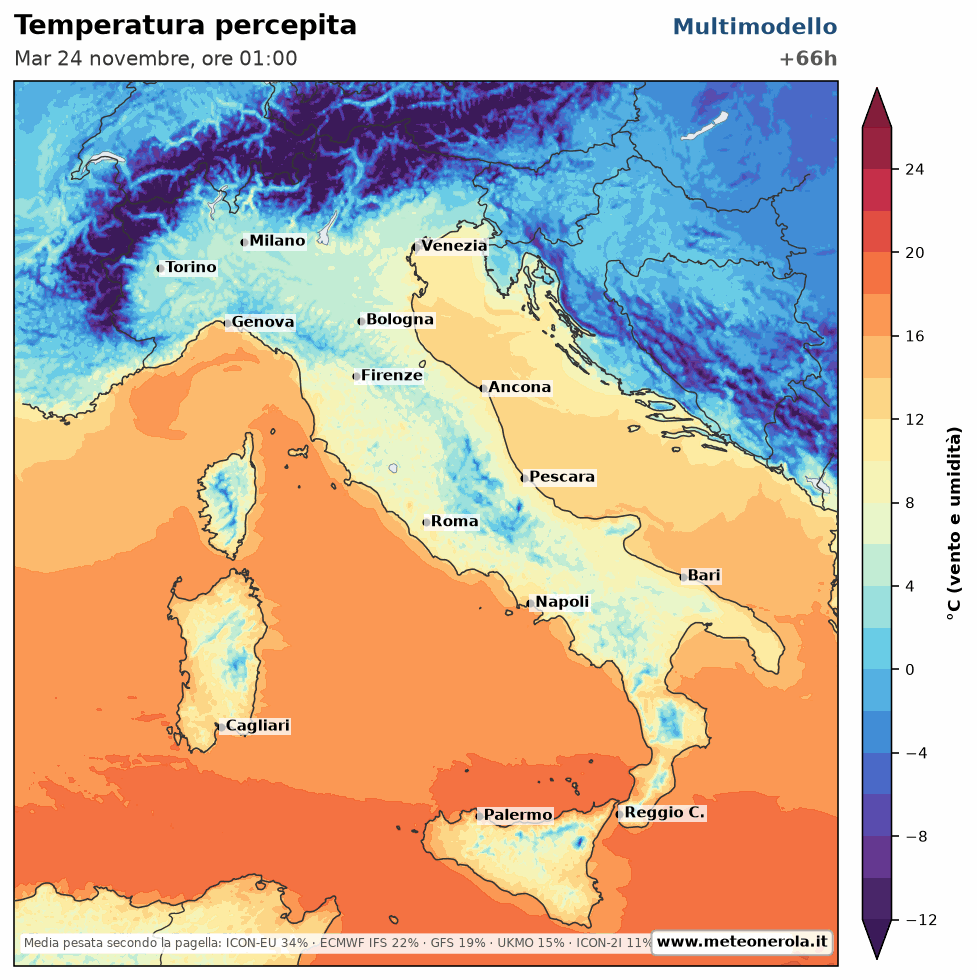 Temperatura percepita
Multimodello
Mar 24 novembre, ore 01:00
+66h
Milano
Venezia
Torino
Genova
Bologna
Firenze
Ancona
Pescara
Roma
Bari
Napoli
Cagliari
Palermo
Reggio C.
24
20
16
12
8
4
0
−4
−8
−12
°C (vento e umidità)
Media pesata secondo la pagella: ICON-EU 34% · ECMWF IFS 22% · GFS 19% · UKMO 15% · ICON-2I 11%
www.meteonerola.it